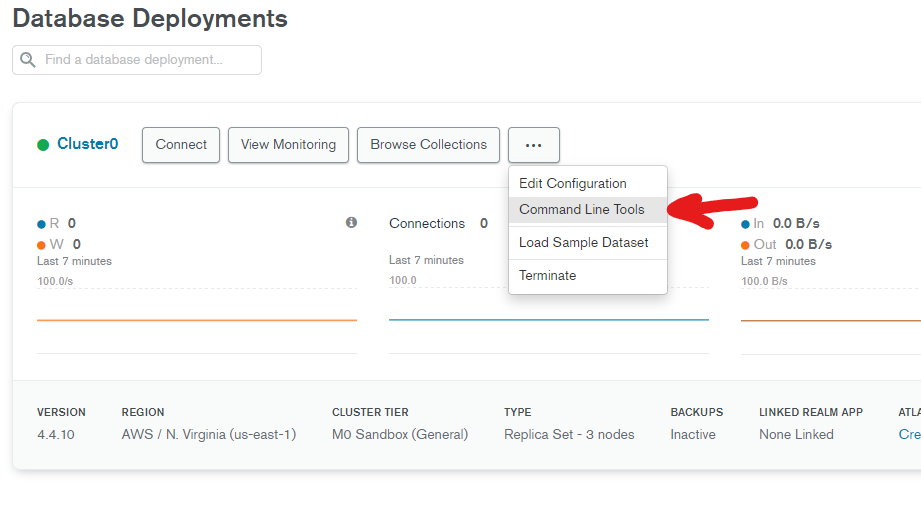 Database Deployments
Find a database deployment...
Cluster0
Connect
View Monitoring
Browse Collections
...
Edit Configuration
Command Line Tools
Load Sample Dataset
Terminate
R 0
W 0
Last 7 minutes
100.0/s
Connections 0
Last 7 minutes
100.0
In 0.0 B/s
Out 0.0 B/s
Last 7 minutes
100.0 B/s
VERSION
4.4.10
REGION
AWS / N. Virginia (us-east-1)
CLUSTER TIER
M0 Sandbox (General)
TYPE
Replica Set - 3 nodes
BACKUPS
Inactive
LINKED REALM APP
None Linked
ATLA
Cre